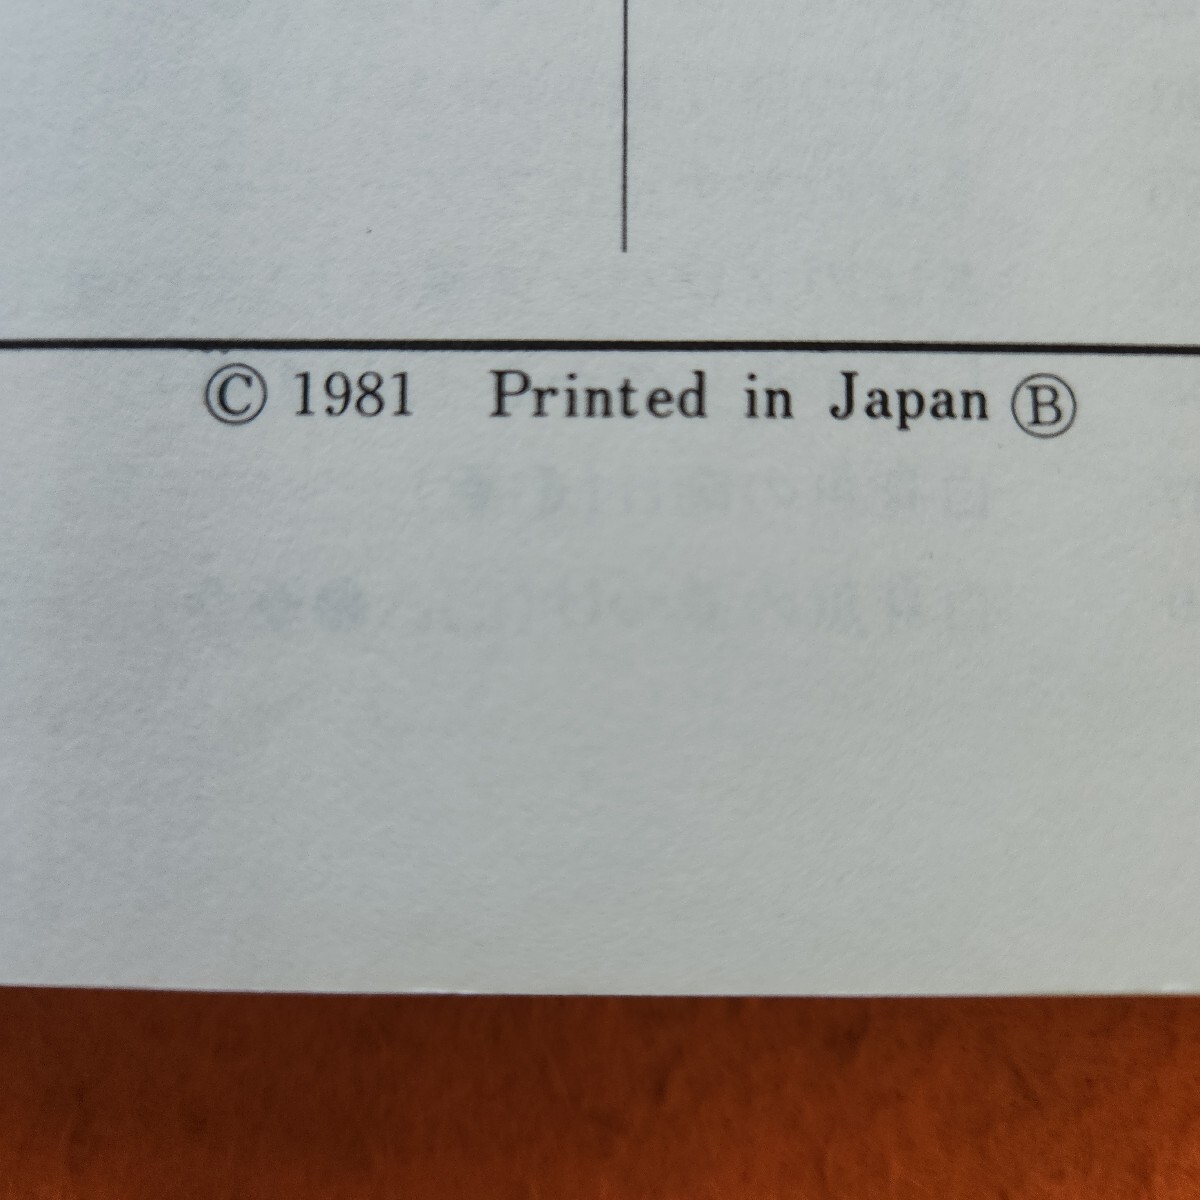 Ⓒ 1981 Printed in Japan Ⓑ